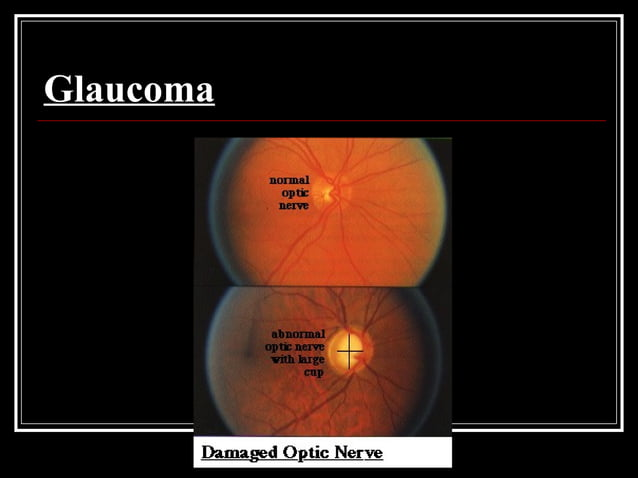 Glaucoma
normal
optic
nerve
abnormal
optic nerve
with large
cup
Damaged Optic Nerve